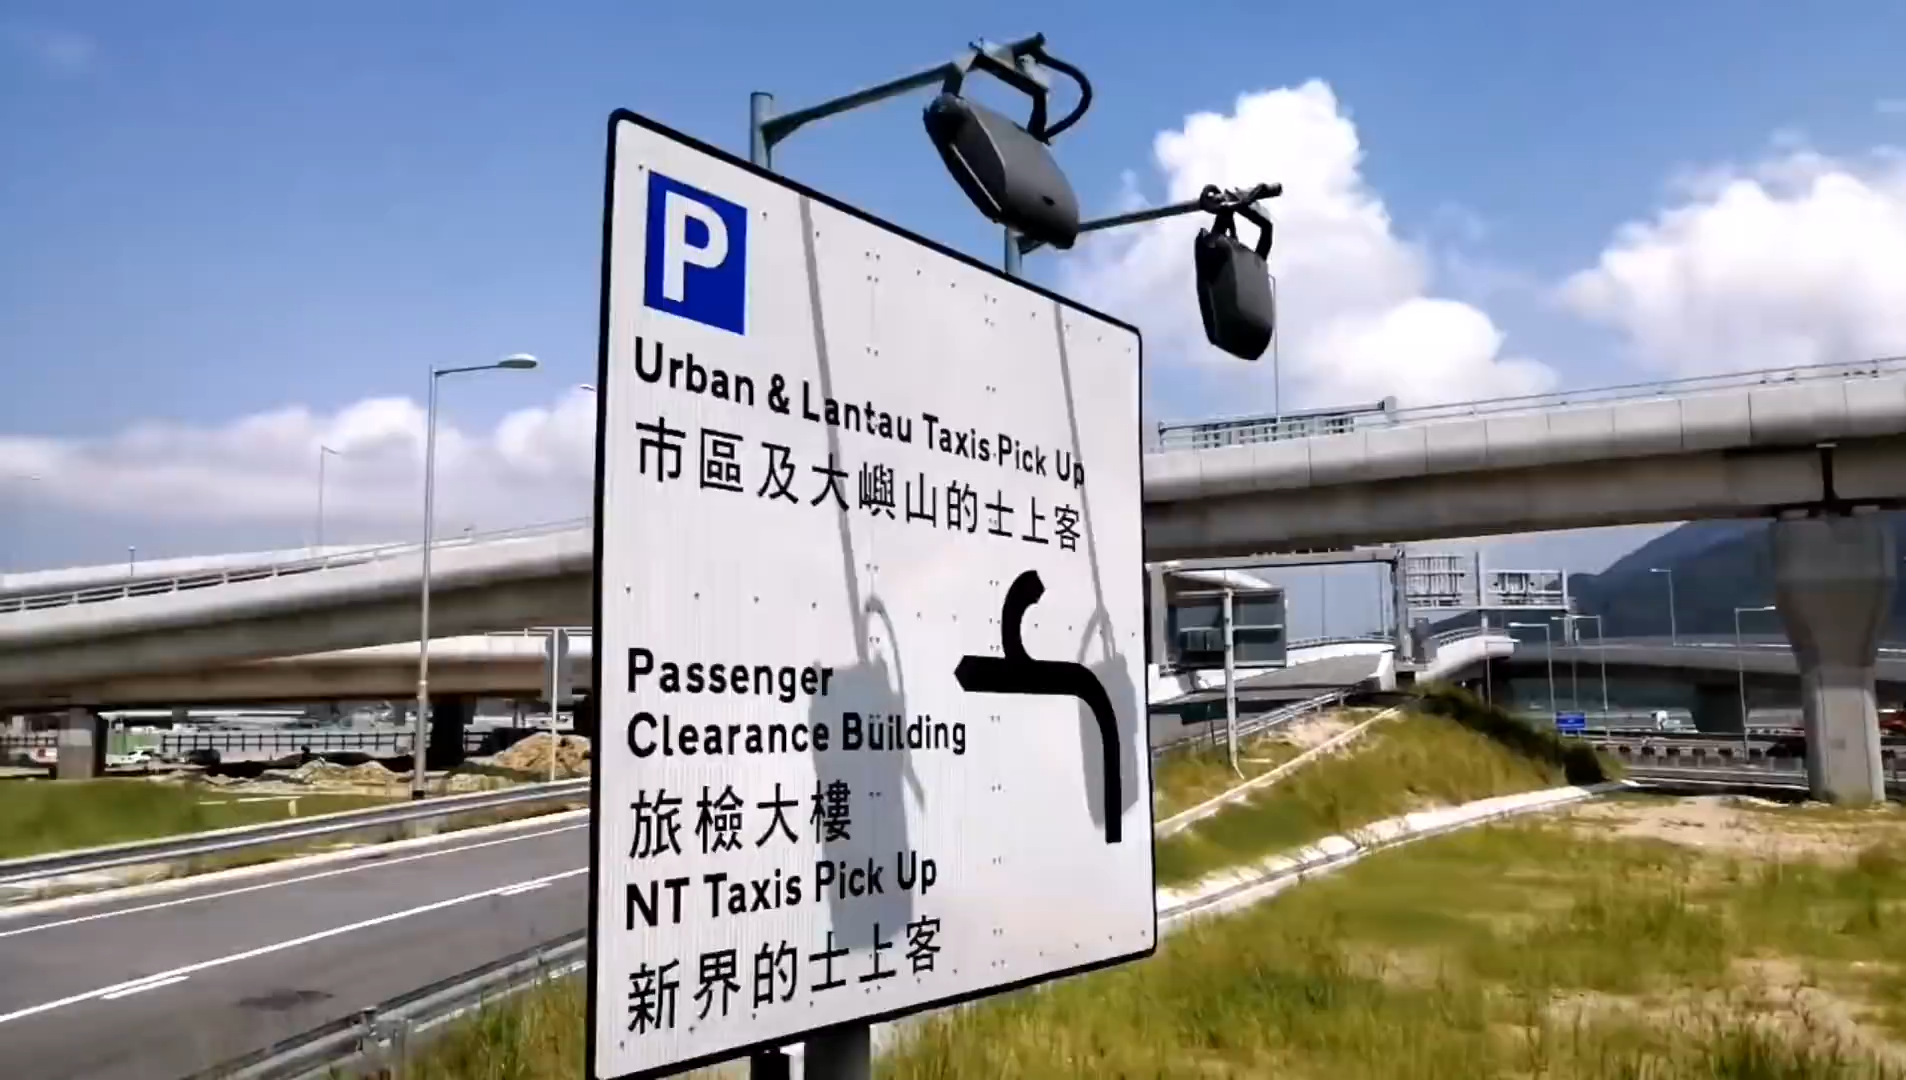 P
Urban & Lantau Taxis Pick Up
市區及大嶼山的士上客
Passenger
Clearance Building
旅檢大樓
NT Taxis Pick Up
新界的士上客